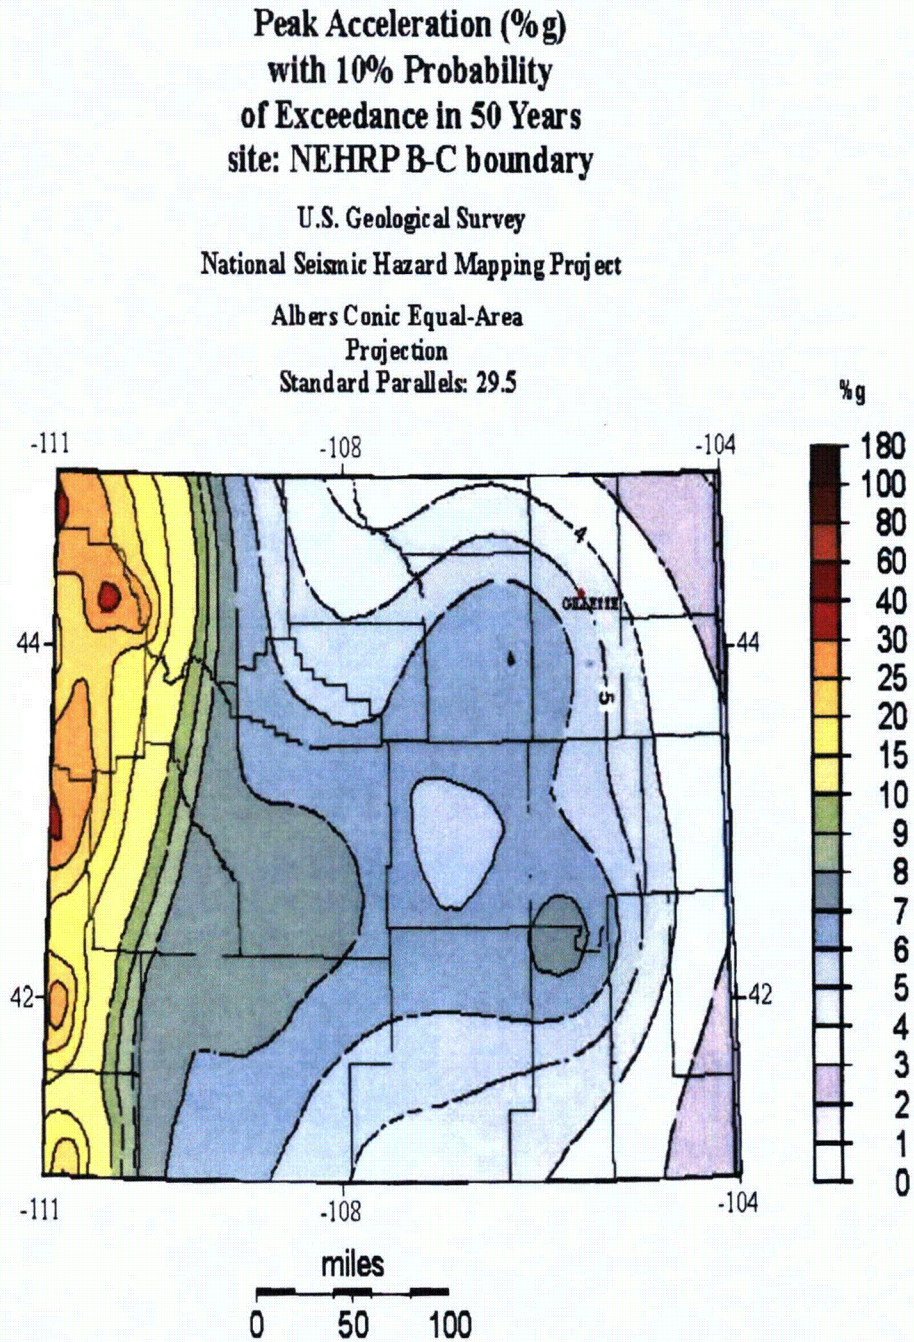 Peak Acceleration (%g)
with 10% Probability
of Exceedance in 50 Years
site: NEHRP B-C boundary
U.S. Geological Survey
National Seismic Hazard Mapping Project
Albers Conic Equal-Area
Projection
Standard Parallels: 29.5
%g
-111
-108
-104
180
100
80
60
40
30
25
20
15
10
9
8
7
6
5
4
3
2
1
0
4
44
44
5
42
42
-111
-108
-104
miles
0 50 100